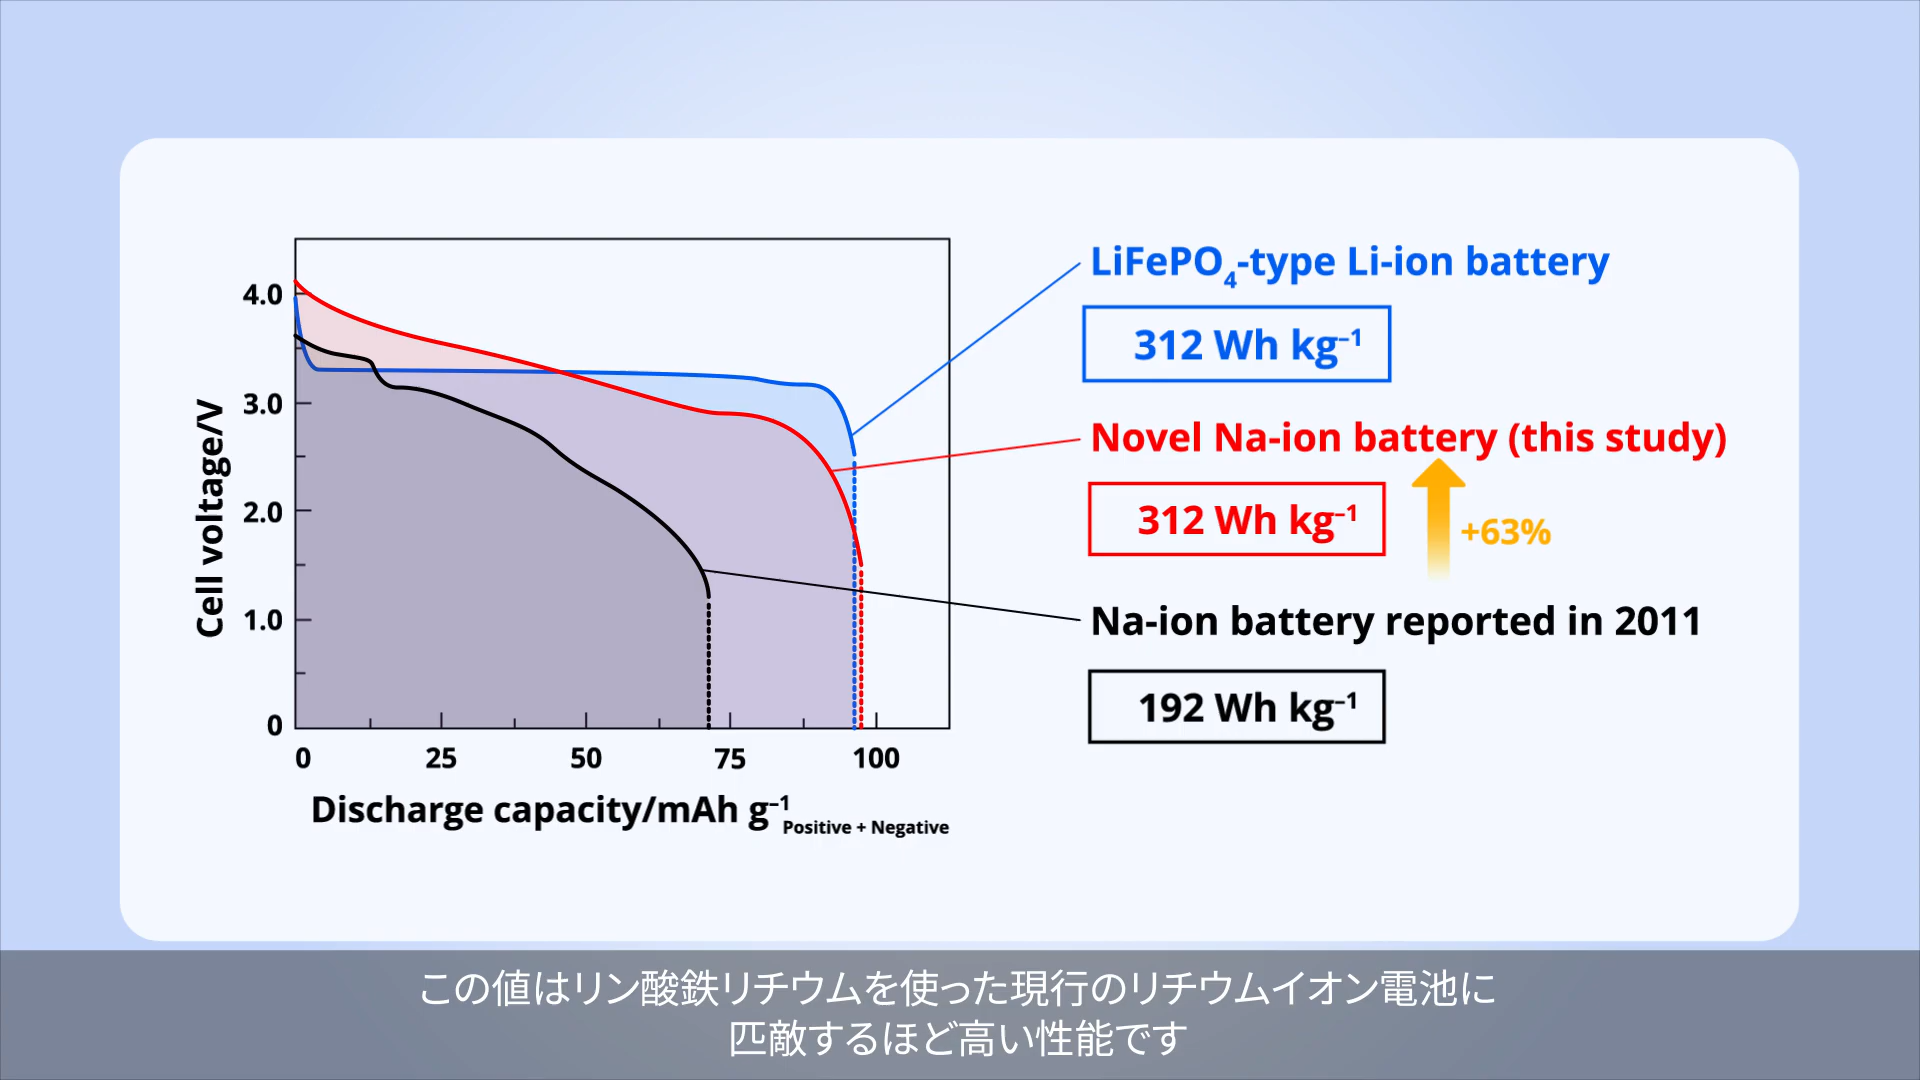 4.0
3.0
2.0
1.0
0
Cell voltage/V
0 25 50 75 100
Discharge capacity/mAh g⁻¹ Positive + Negative
LiFePO₄-type Li-ion battery
312 Wh kg⁻¹
Novel Na-ion battery (this study)
312 Wh kg⁻¹
+63%
Na-ion battery reported in 2011
192 Wh kg⁻¹
この値はリン酸鉄リチウムを使った現行のリチウムイオン電池に
匹敵するほど高い性能です